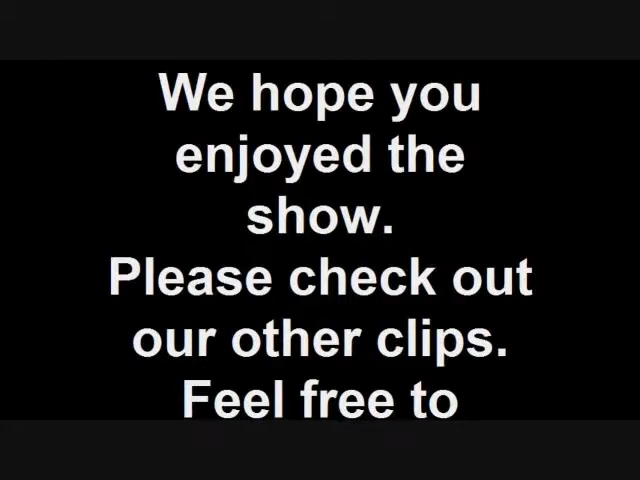 We hope you
enjoyed the
show.
Please check out
our other clips.
Feel free to